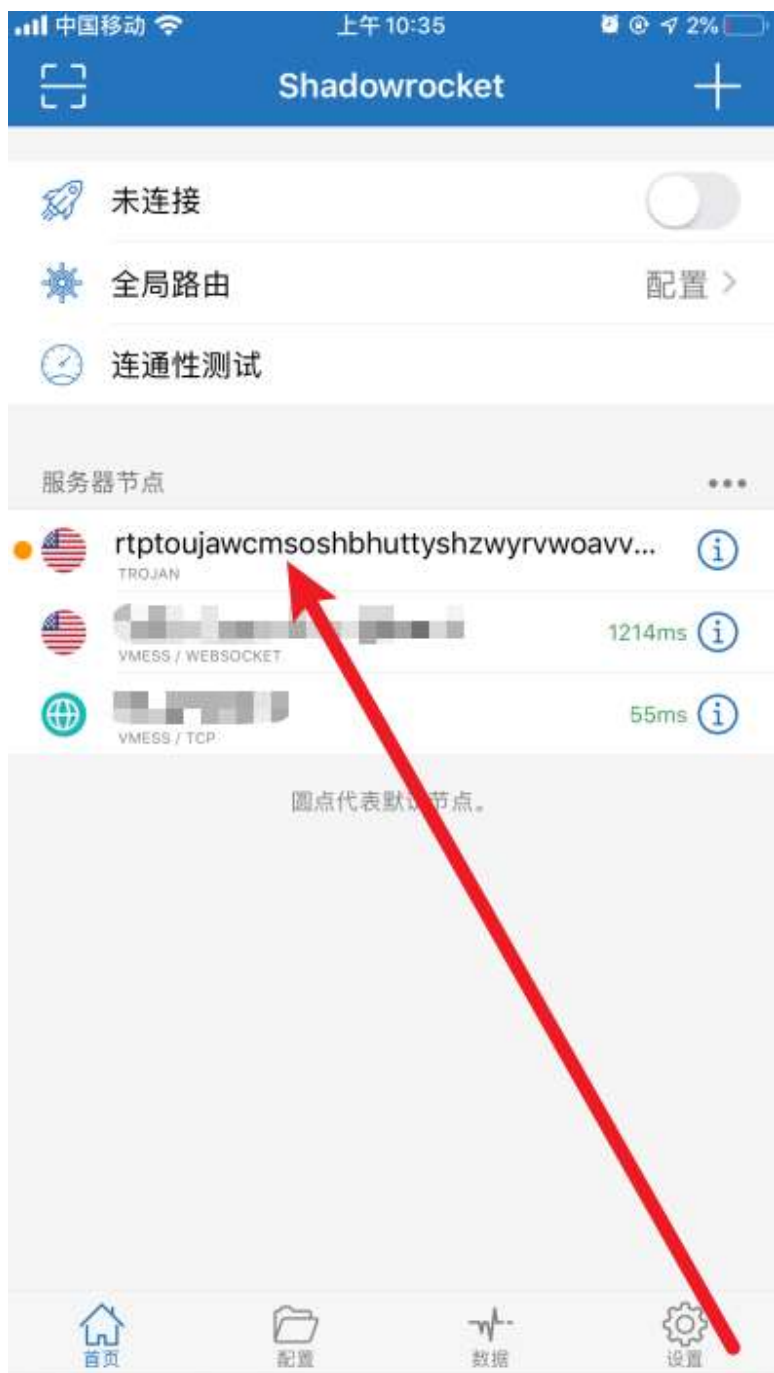 中国移动 上午10:35 2%
Shadowrocket
未连接
全局路由 配置
连通性测试
服务器节点
rtptoujawcmsoshbhuttyshzwyrvwoavv...
TROJAN
1214ms
VMESS / WEBSOCKET
55ms
VMESS / TCP
圆点代表默认节点。
首页 配置 数据 设置